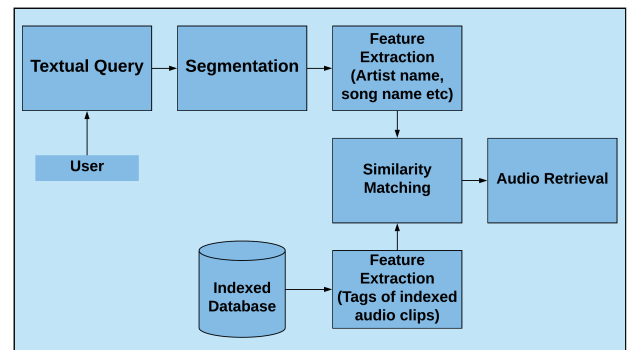 Textual Query
Segmentation
Feature
Extraction
(Artist name,
song name etc)
User
Similarity
Matching
Audio Retrieval
Indexed
Database
Feature
Extraction
(Tags of indexed
audio clips)